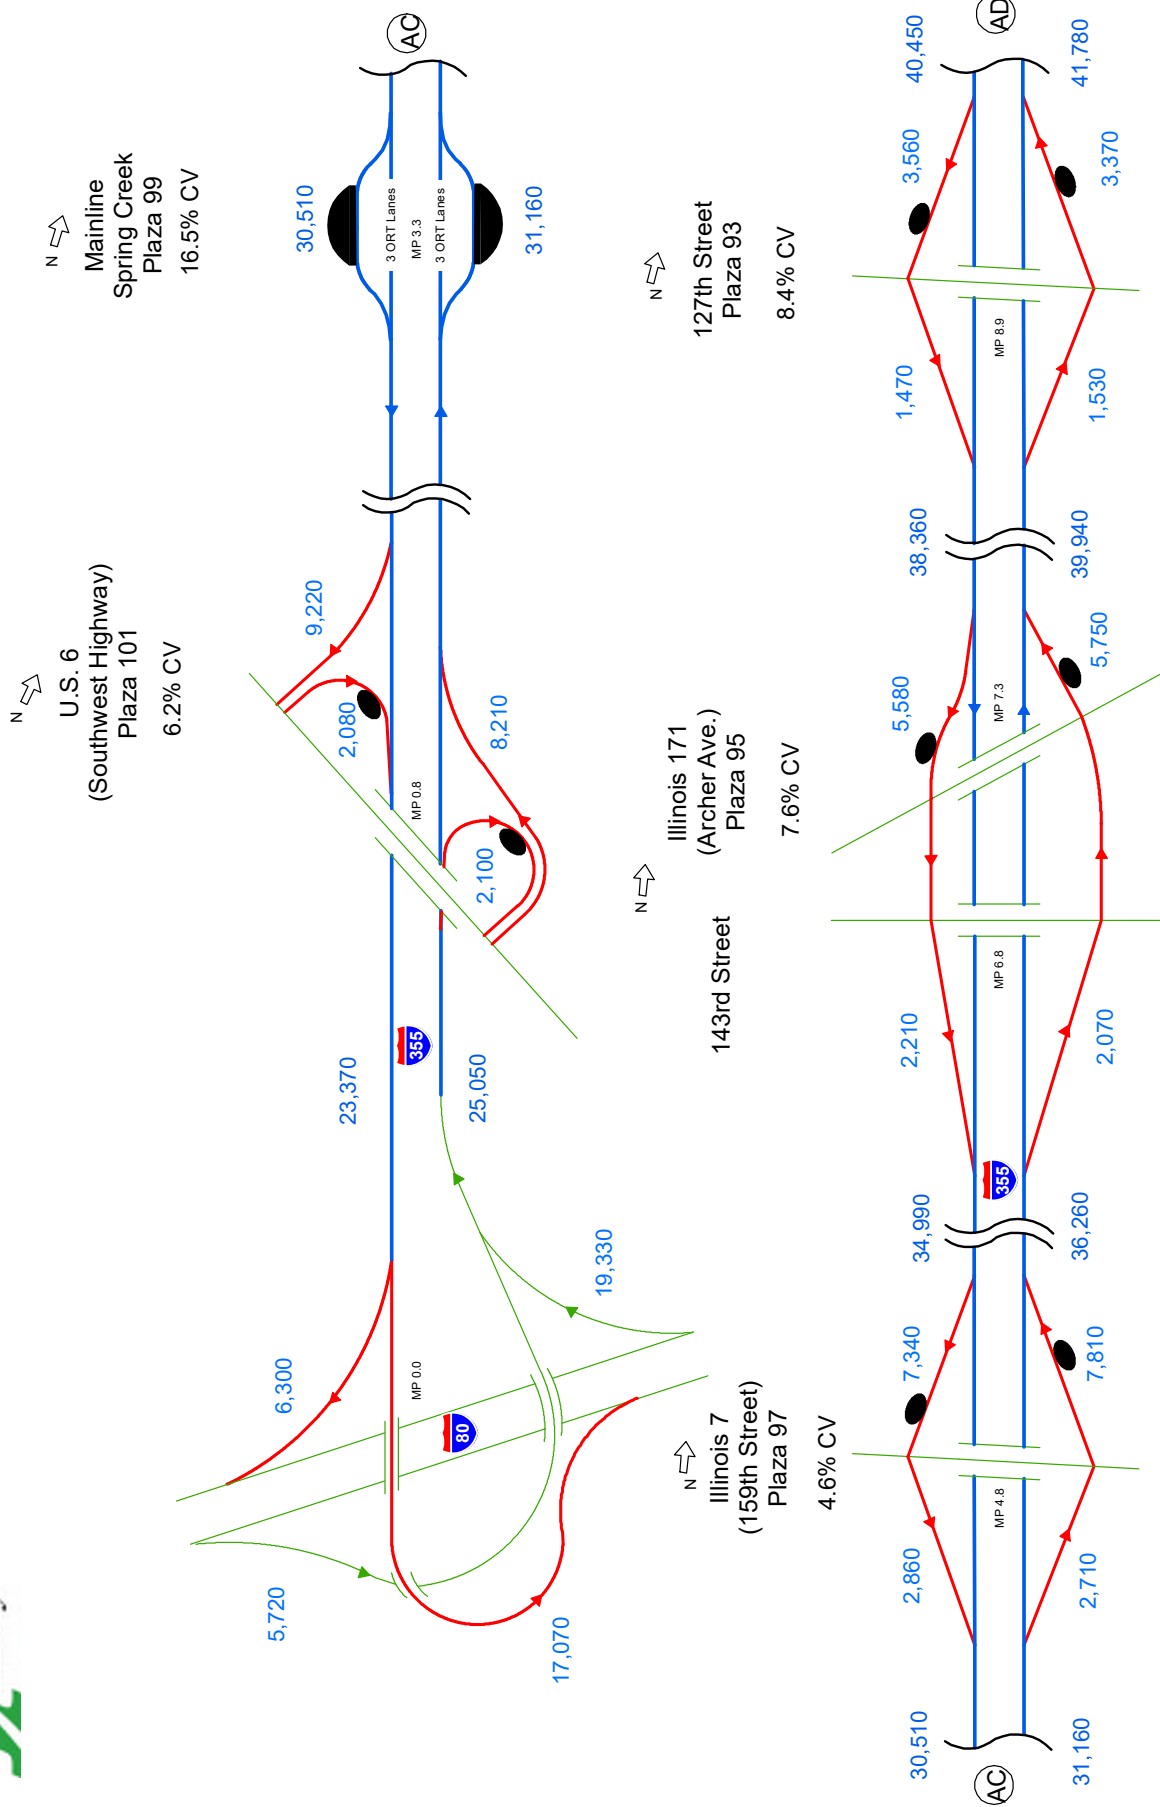 N
Mainline
Spring Creek
Plaza 99
16.5% CV
N
U.S. 6
(Southwest Highway)
Plaza 101
6.2% CV
5,720
6,300
17,070
MP 0.0
80
19,330
23,370
355
25,050
2,080
9,220
MP 0.8
2,100
8,210
30,510
3 ORT Lanes
MP 3.3
3 ORT Lanes
31,160
AC
N
Illinois 7
(159th Street)
Plaza 97
4.6% CV
143rd Street
N
Illinois 171
(Archer Ave.)
Plaza 95
7.6% CV
N
127th Street
Plaza 93
8.4% CV
AC
30,510
31,160
2,860
7,340
MP 4.8
2,710
7,810
34,990
355
36,260
2,210
MP 6.8
2,070
5,580
MP 7.3
5,750
38,360
39,940
1,470
3,560
MP 8.9
1,530
3,370
40,450
41,780
AD